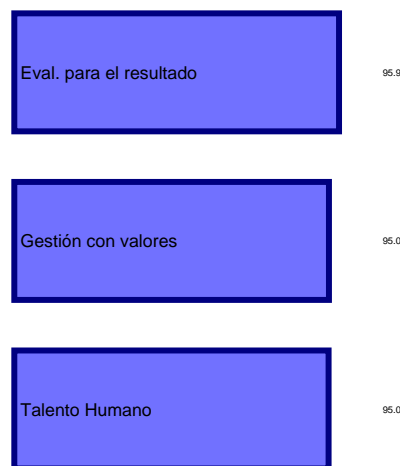 Eval. para el resultado
95.9
Gestión con valores
95.0
Talento Humano
95.0